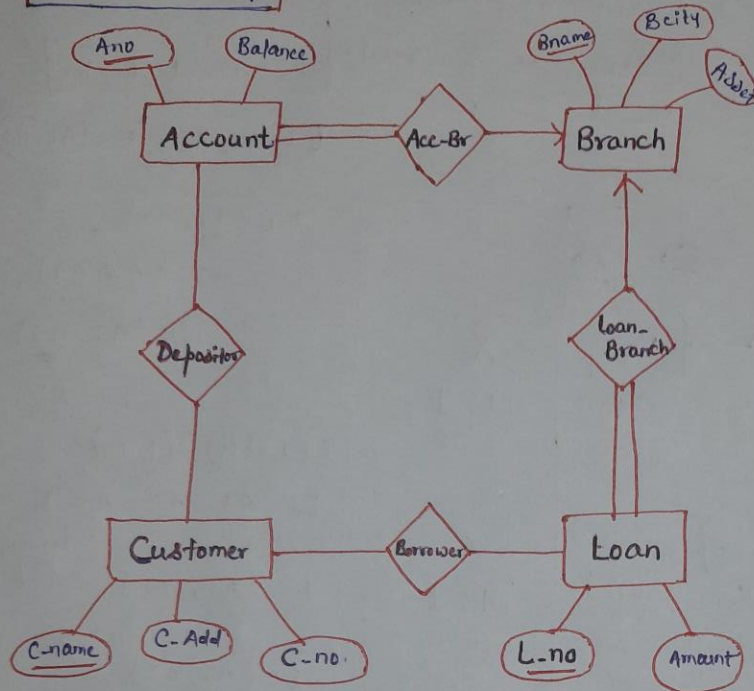 Ano
Balance
Bname
Bcity
Account
Acc-Br
Branch
Depositor
Loan-
Branch
Customer
Borrower
Loan
C-name
C-Add
C-no.
L-no
Amount